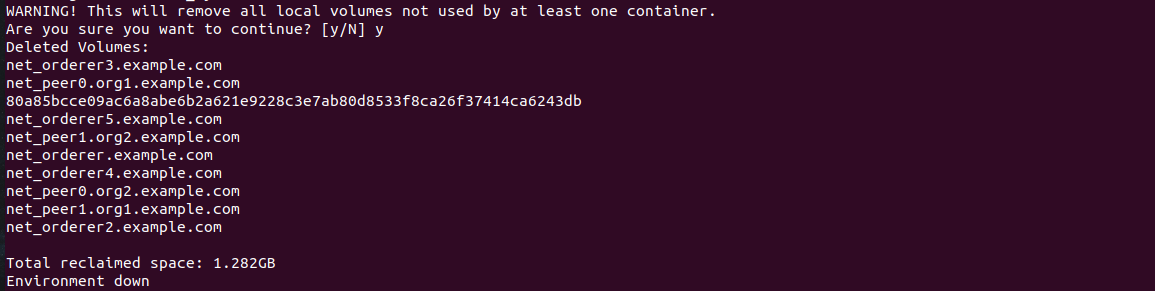 WARNING! This will remove all local volumes not used by at least one container.
Are you sure you want to continue? [y/N] y
Deleted Volumes:
net_orderer3.example.com
net_peer0.org1.example.com
80a85bcce09ac6a8abe6b2a621e9228c3e7ab80d8533f8ca26f37414ca6243db
net_orderer5.example.com
net_peer1.org2.example.com
net_orderer.example.com
net_orderer4.example.com
net_peer0.org2.example.com
net_peer1.org1.example.com
net_orderer2.example.com
Total reclaimed space: 1.282GB
Environment down